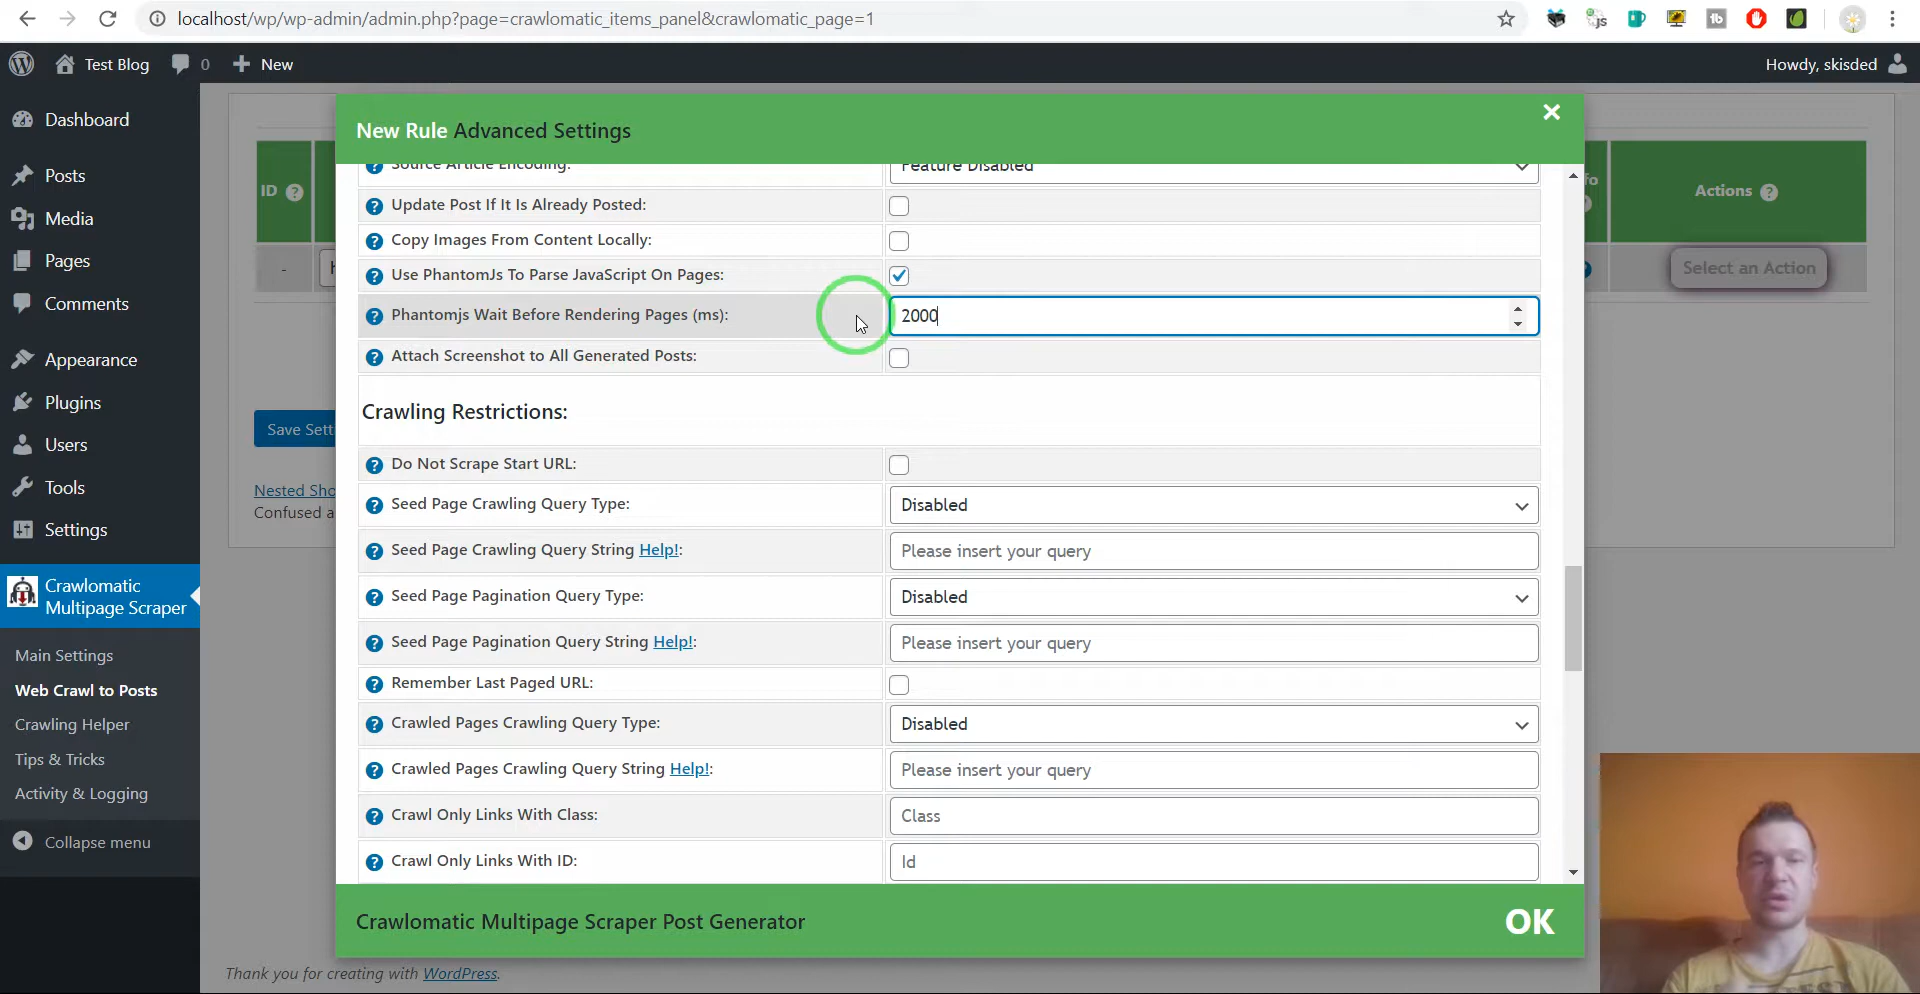 localhost/wp/wp-admin/admin.php?page=crawlomatic_items_panel&crawlomatic_page=1
Test Blog
0
New
Howdy, skisded
Dashboard
Posts
Media
Pages
Comments
Appearance
Plugins
Users
Tools
Settings
Crawlomatic
Multipage Scraper
Main Settings
Web Crawl to Posts
Crawling Helper
Tips & Tricks
Activity & Logging
Collapse menu
ID
-
Save Sett
Nested Sho
Confused a
fo
Actions
Select an Action
New Rule Advanced Settings
Source Article Encoding:
Feature Disabled
Update Post If It Is Already Posted:
Copy Images From Content Locally:
Use PhantomJs To Parse JavaScript On Pages:
Phantomjs Wait Before Rendering Pages (ms):
2000
Attach Screenshot to All Generated Posts:
Crawling Restrictions:
Do Not Scrape Start URL:
Seed Page Crawling Query Type:
Disabled
Seed Page Crawling Query String Help!:
Please insert your query
Seed Page Pagination Query Type:
Disabled
Seed Page Pagination Query String Help!:
Please insert your query
Remember Last Paged URL:
Crawled Pages Crawling Query Type:
Disabled
Crawled Pages Crawling Query String Help!:
Please insert your query
Crawl Only Links With Class:
Class
Crawl Only Links With ID:
Id
Crawlomatic Multipage Scraper Post Generator
OK
Thank you for creating with WordPress.